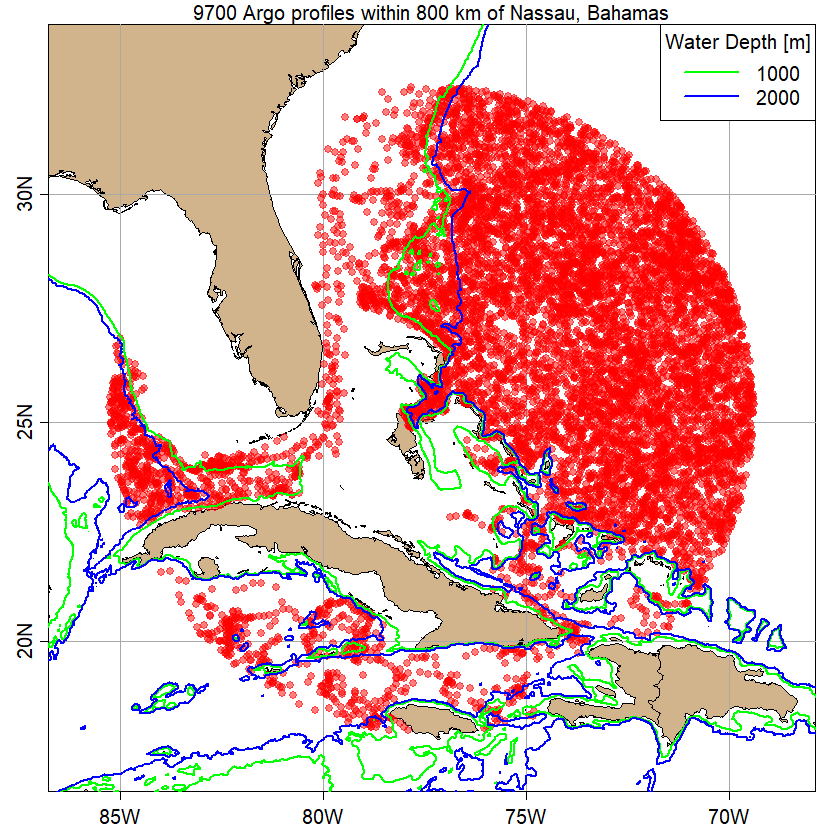 9700 Argo profiles within 800 km of Nassau, Bahamas
Water Depth [m]
1000
2000
30N
25N
20N
85W
80W
75W
70W